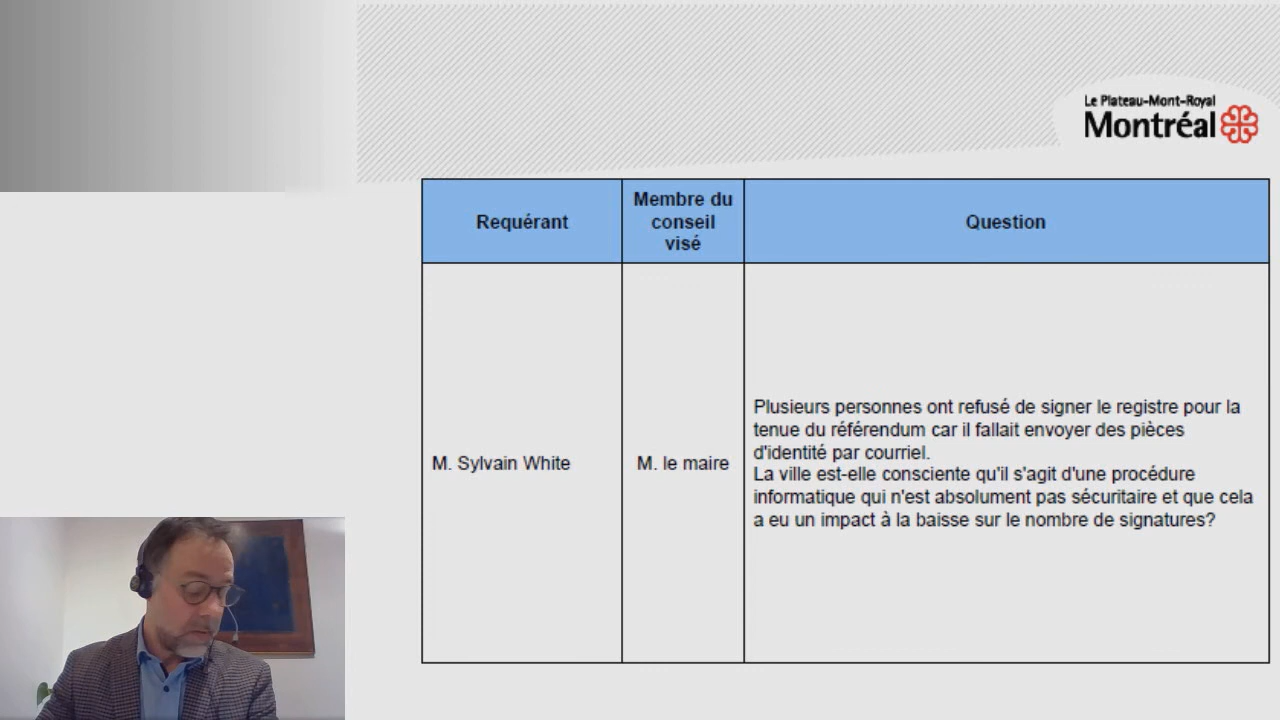 Le Plateau-Mont-Royal
Montréal
Requérant
Membre du
conseil
visé
Question
M. Sylvain White
M. le maire
Plusieurs personnes ont refusé de signer le registre pour la
tenue du référendum car il fallait envoyer des pièces
d'identité par courriel.
La ville est-elle consciente qu'il s'agit d'une procédure
informatique qui n'est absolument pas sécuritaire et que cela
a eu un impact à la baisse sur le nombre de signatures?